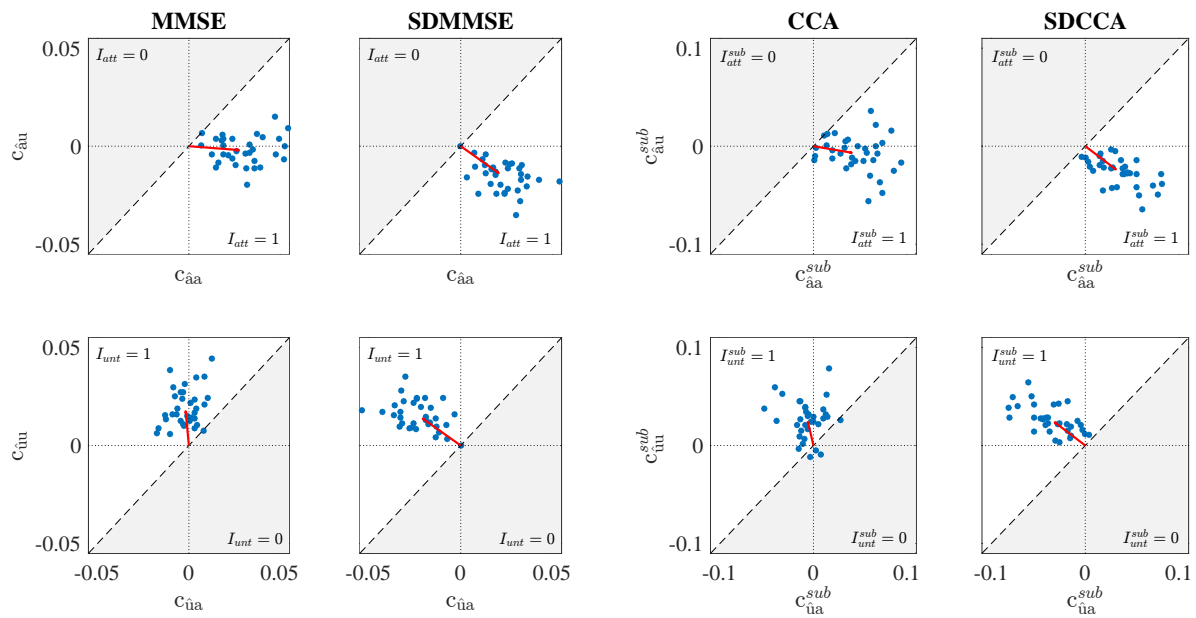 MMSE SDMMSE CCA SDCCA
0.05 0.1
I_att = 0 I_att = 0 I_att^sub = 0 I_att^sub = 0
c_âu 0 c_âu^sub 0
I_att = 1 I_att = 1 I_att^sub = 1 I_att^sub = 1
-0.05 -0.1
c_âa c_âa c_âa^sub c_âa^sub
0.05 0.1
I_unt = 1 I_unt = 1 I_unt^sub = 1 I_unt^sub = 1
c_ûu 0 c_ûu^sub 0
I_unt = 0 I_unt = 0 I_unt^sub = 0 I_unt^sub = 0
-0.05 -0.1
-0.05 0 0.05 0 0.05 -0.1 0 0.1 -0.1 0 0.1
c_ûa c_ûa c_ûa^sub c_ûa^sub